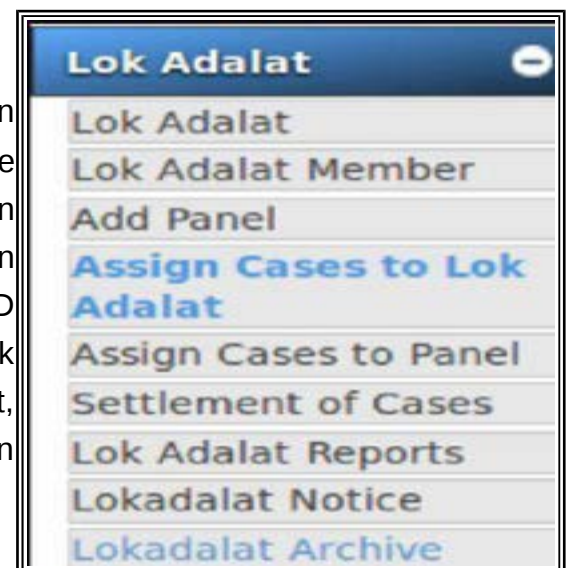 Lok Adalat
Lok Adalat
Lok Adalat Member
Add Panel
Assign Cases to Lok
Adalat
Assign Cases to Panel
Settlement of Cases
Lok Adalat Reports
Lokadalat Notice
Lokadalat Archive